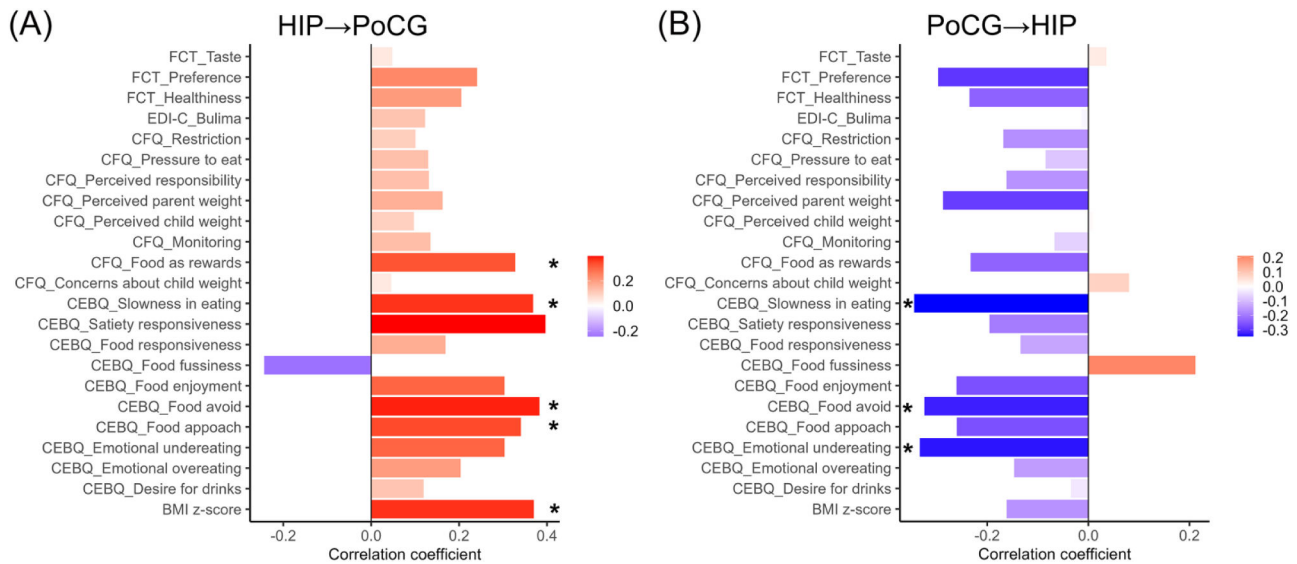 (A)
HIP→PoCG
FCT_Taste
FCT_Preference
FCT_Healthiness
EDI-C_Bulima
CFQ_Restriction
CFQ_Pressure to eat
CFQ_Perceived responsibility
CFQ_Perceived parent weight
CFQ_Perceived child weight
CFQ_Monitoring
CFQ_Food as rewards
*
CFQ_Concerns about child weight
CEBQ_Slowness in eating
*
CEBQ_Satiety responsiveness
CEBQ_Food responsiveness
CEBQ_Food fussiness
CEBQ_Food enjoyment
CEBQ_Food avoid
*
CEBQ_Food appoach
*
CEBQ_Emotional undereating
CEBQ_Emotional overeating
CEBQ_Desire for drinks
BMI z-score
*
-0.2
0.0
0.2
0.4
Correlation coefficient
0.2
0.0
-0.2
(B)
PoCG→HIP
FCT_Taste
FCT_Preference
FCT_Healthiness
EDI-C_Bulima
CFQ_Restriction
CFQ_Pressure to eat
CFQ_Perceived responsibility
CFQ_Perceived parent weight
CFQ_Perceived child weight
CFQ_Monitoring
CFQ_Food as rewards
CFQ_Concerns about child weight
CEBQ_Slowness in eating
*
CEBQ_Satiety responsiveness
CEBQ_Food responsiveness
CEBQ_Food fussiness
CEBQ_Food enjoyment
CEBQ_Food avoid
*
CEBQ_Food appoach
CEBQ_Emotional undereating
*
CEBQ_Emotional overeating
CEBQ_Desire for drinks
BMI z-score
-0.2
0.0
0.2
Correlation coefficient
0.2
0.1
0.0
-0.1
-0.2
-0.3